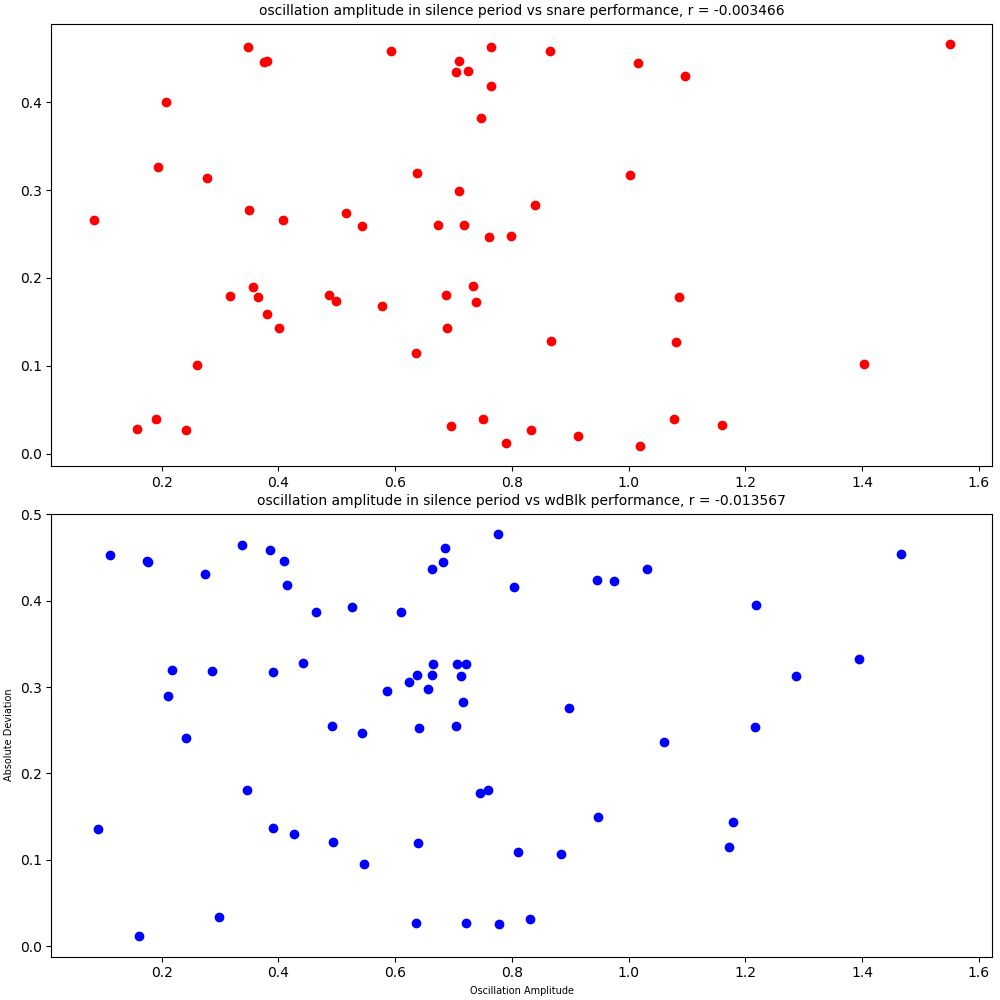 oscillation amplitude in silence period vs snare performance, r = -0.003466
0.4
0.3
0.2
0.1
0.0
0.2 0.4 0.6 0.8 1.0 1.2 1.4 1.6
oscillation amplitude in silence period vs wdBlk performance, r = -0.013567
0.5
0.4
0.3
0.2
0.1
0.0
Absolute Deviation
0.2 0.4 0.6 0.8 1.0 1.2 1.4 1.6
Oscillation Amplitude